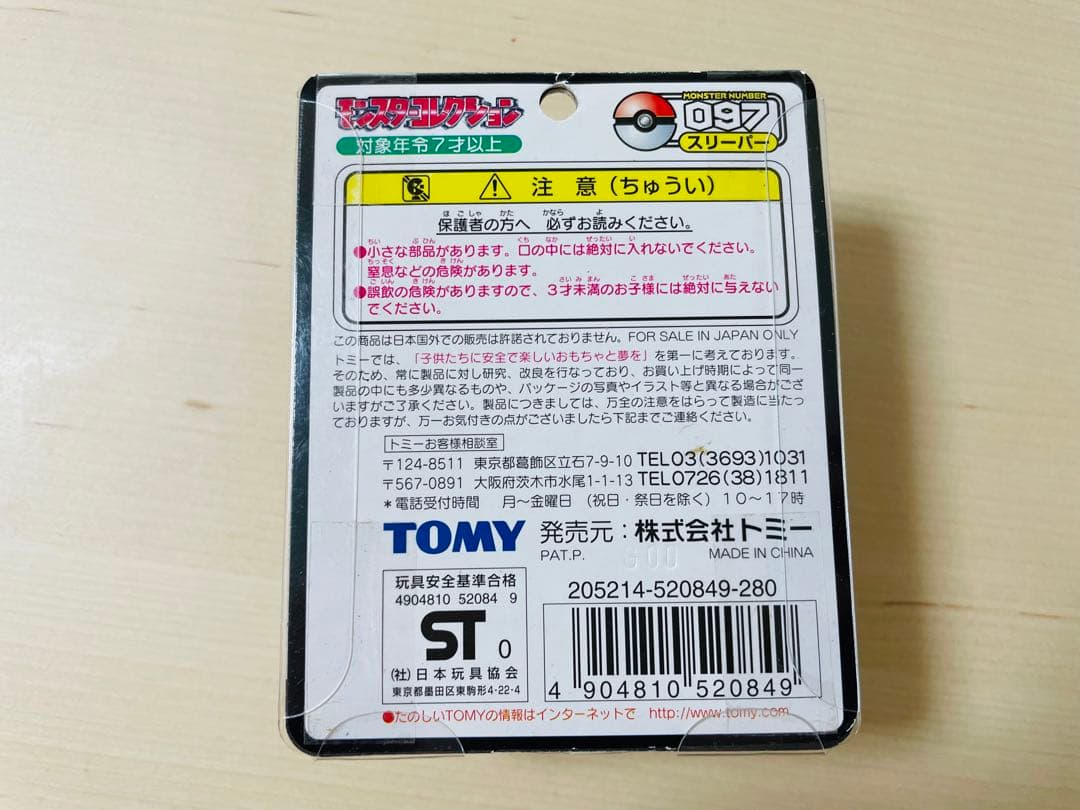 モンスターコレクション
対象年令7才以上
MONSTER NUMBER
097
スリーパー
注 意（ちゅうい）
保護者の方へ 必ずお読みください。
●小さな部品があります。口の中には絶対に入れないでください。
窒息などの危険があります。
●誤飲の危険がありますので、3才未満のお子様には絶対に与えない
でください。
この商品は日本国外での販売は許諾されておりません。FOR SALE IN JAPAN ONLY
トミーでは、「子供たちに安全で楽しいおもちゃと夢を」を第一に考えております。
そのため、常に製品に対し研究、改良を行なっており、お買い上げ時期によって同一
製品の中にも多少異なるものや、パッケージの写真やイラスト等と異なる場合がござ
いますがご了承ください。製品につきましては、万全の注意をはらって製造に当たっ
ておりますが、万一お気付きの点がございましたら下記までご連絡ください。
トミーお客様相談室
〒124-8511 東京都葛飾区立石7-9-10 TEL03(3693)1031
〒567-0891 大阪府茨木市水尾1-1-13 TEL0726(38)1811
＊電話受付時間 月〜金曜日 (祝日・祭日を除く) 10〜17時
TOMY 発売元：株式会社トミー
PAT.P. MADE IN CHINA
玩具安全基準合格
4904810 52084 9
ST 0
(社)日本玩具協会
東京都墨田区東駒形4-22-4
205214-520849-280
4 904810 520849
●たのしいTOMYの情報はインターネットで http://www.tomy.com